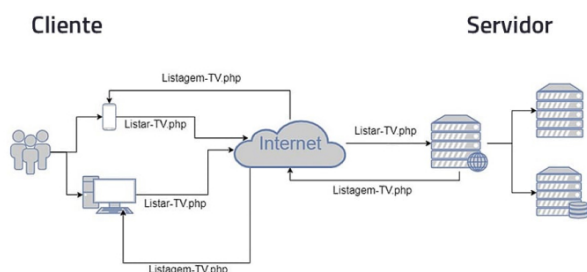 Cliente
Servidor
Listagem-TV.php
Listar-TV.php
Internet
Listar-TV.php
Listagem-TV.php
Listar-TV.php
Listagem-TV.php